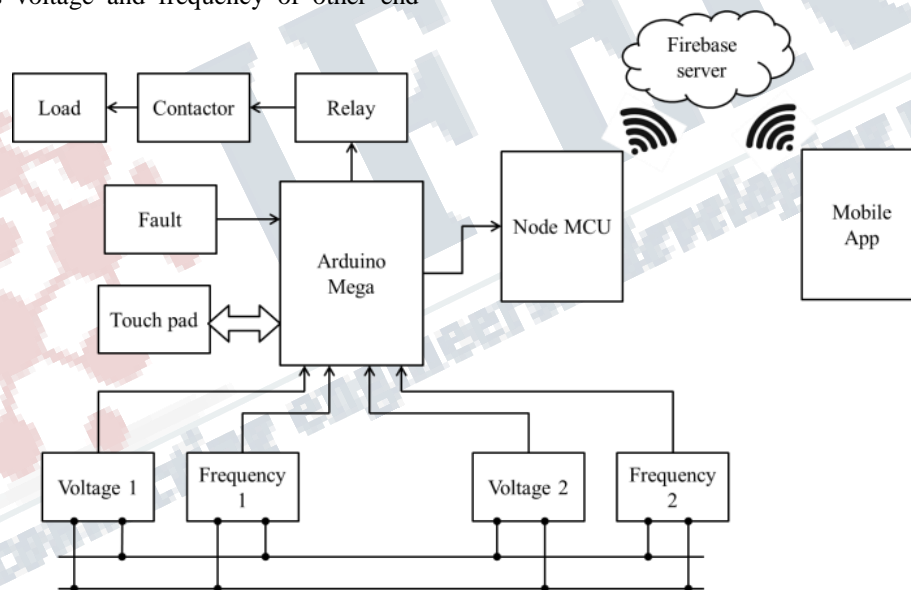 voltage and frequency of other end
Firebase
server
Load
Contactor
Relay
Fault
Node MCU
Mobile
App
Arduino
Mega
Touch pad
Voltage 1
Frequency
1
Voltage 2
Frequency
2